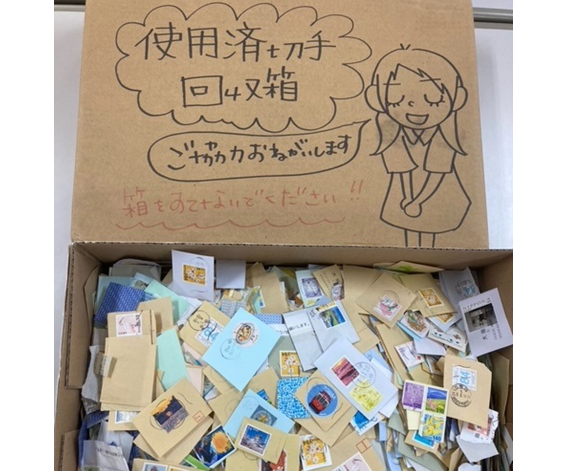 使用済切手
回収箱
ご協力おねがいします
箱をすてないでください!!